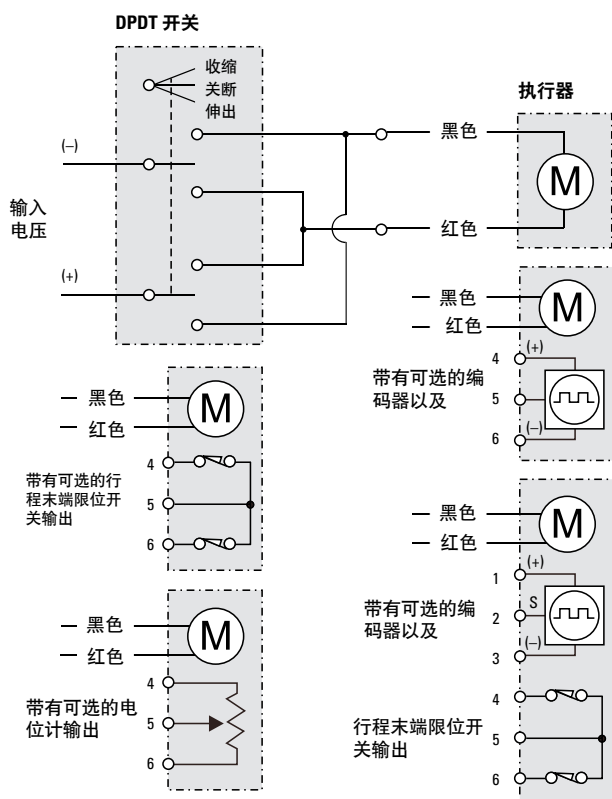 DPDT 开关
收缩
关断
伸出
(–)
输入
电压
(+)
执行器
黑色
M
红色
黑色
红色
M
4
(+)
带有可选的编
码器以及
5
6
(–)
黑色
红色
M
带有可选的行
程末端限位开
关输出
4
5
6
黑色
红色
M
1
(+)
带有可选的编
码器以及
2
S
3
(–)
行程末端限位开
关输出
4
5
6
黑色
红色
M
带有可选的电
位计输出
4
5
6